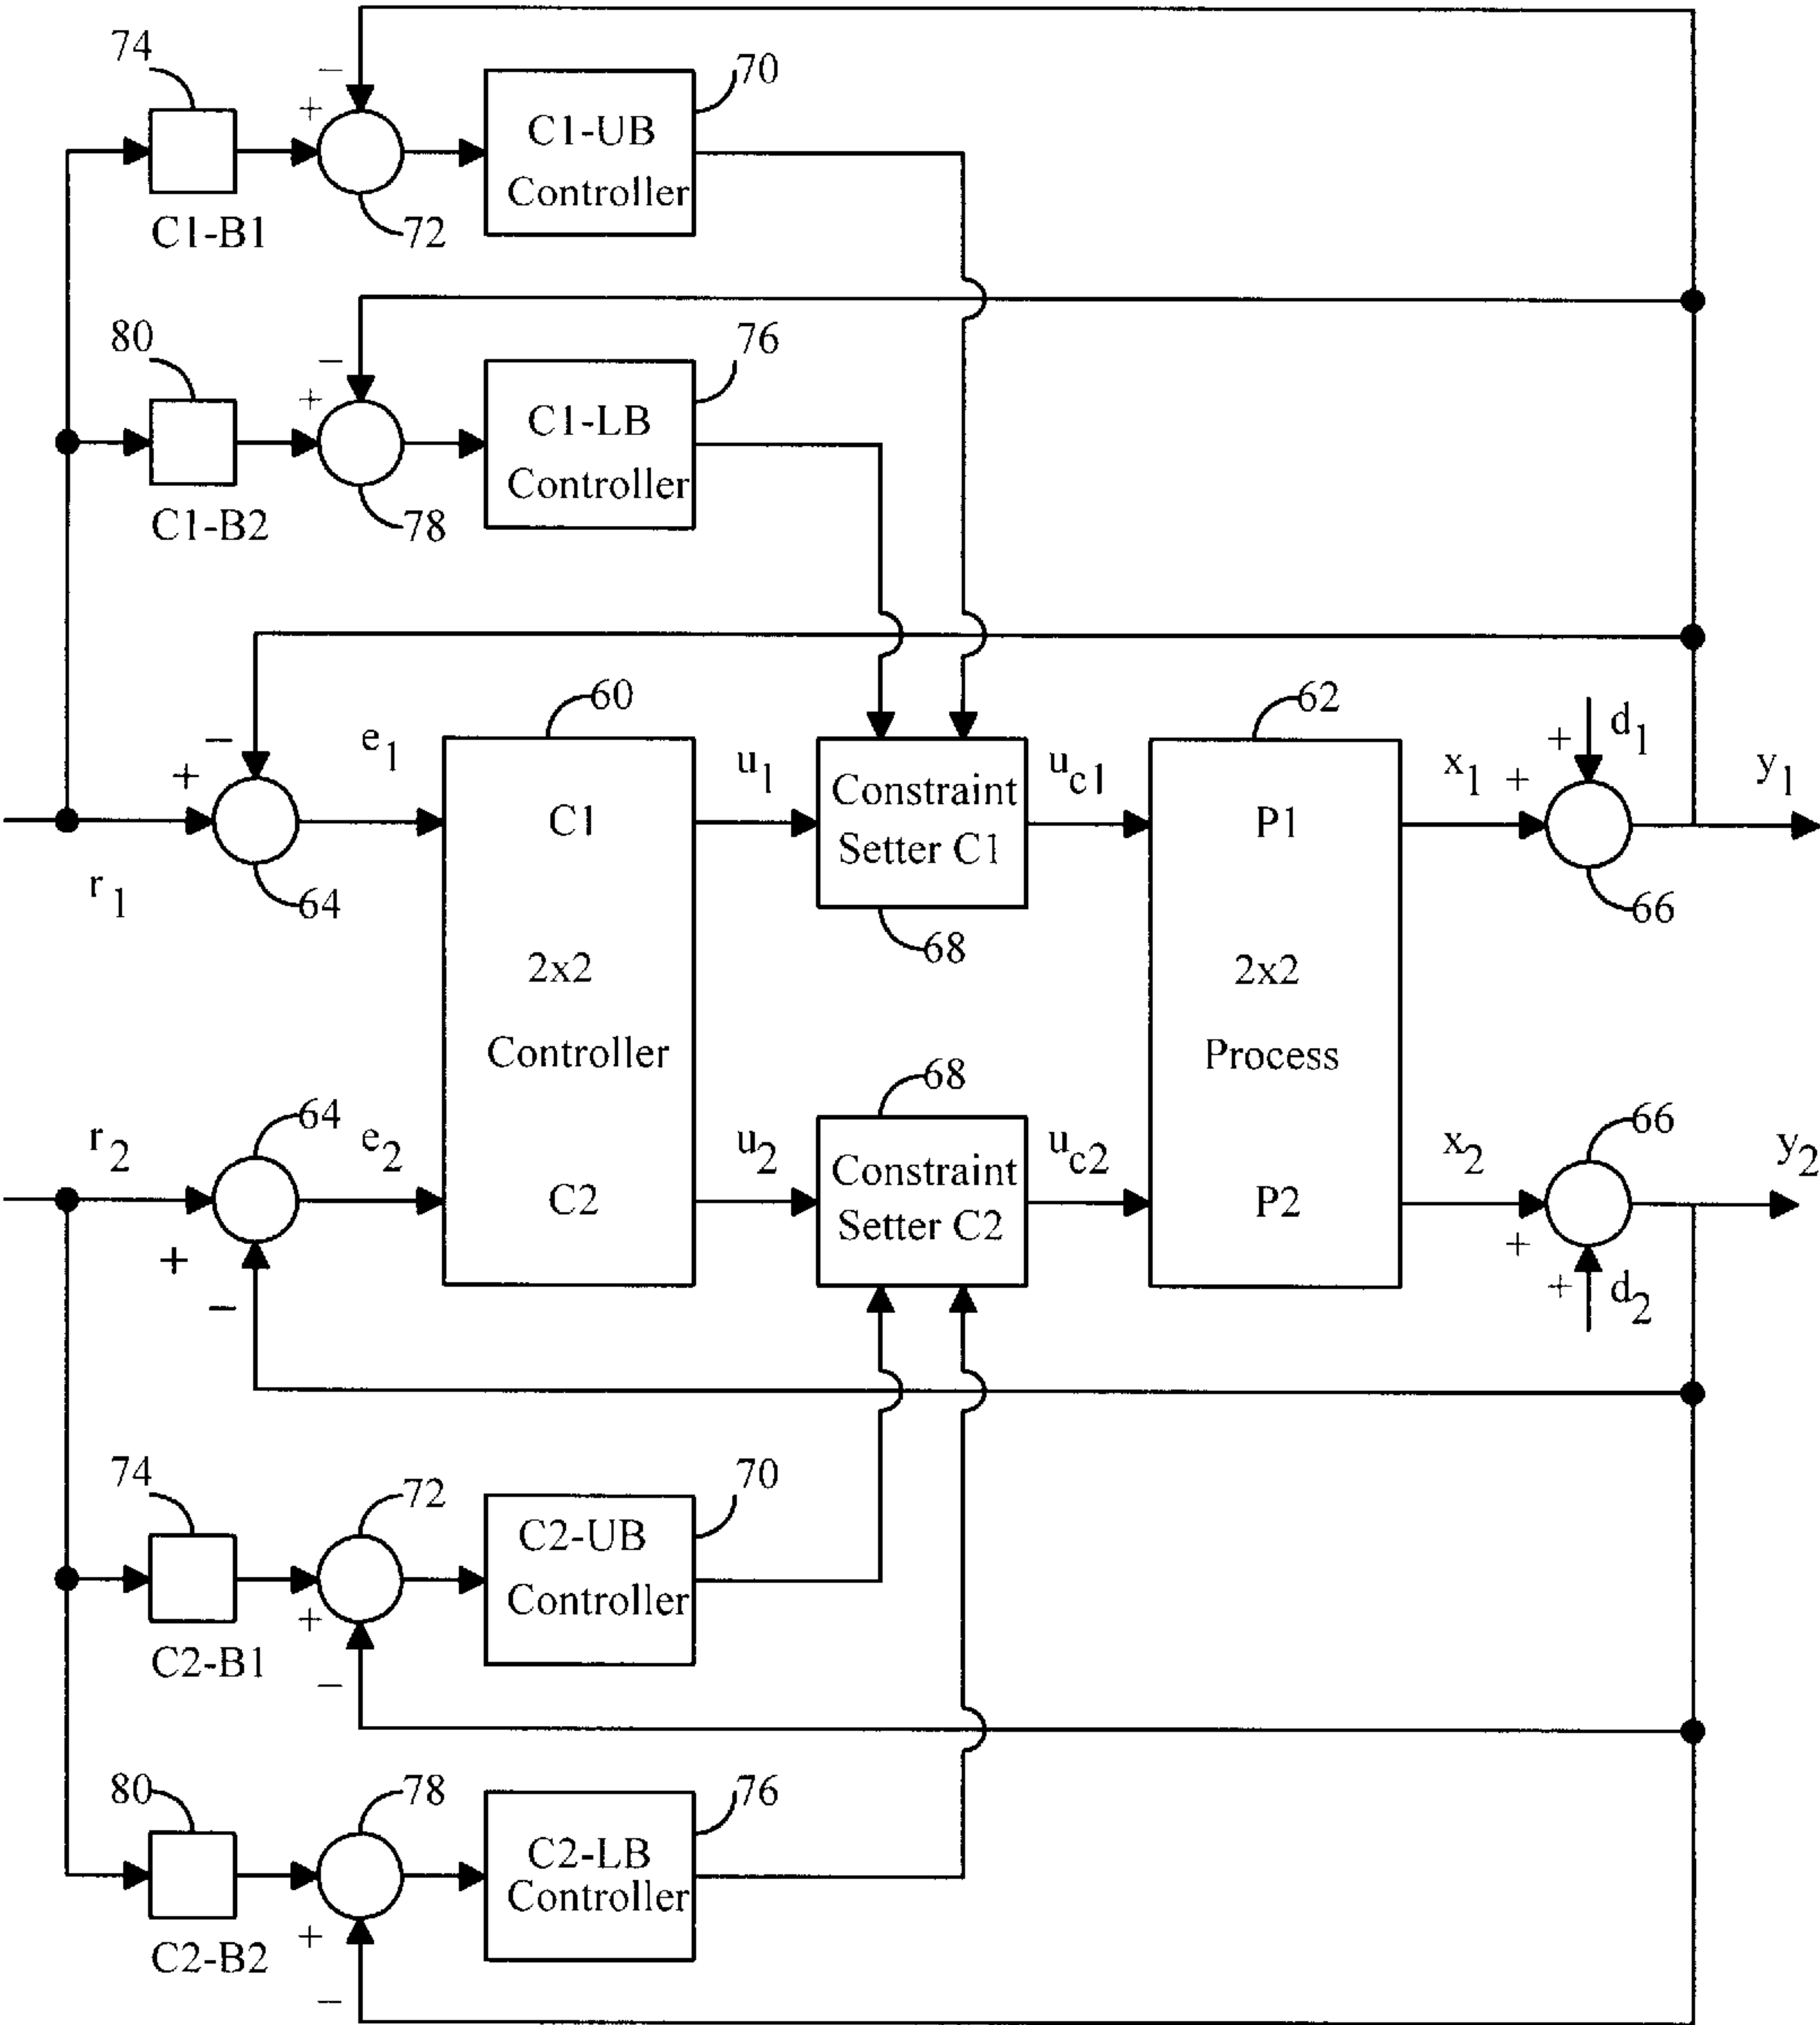 74
70
−
+
C1-UB
Controller
C1-B1
72
80
76
−
+
C1-LB
Controller
C1-B2
78
60
62
−
+
e1
u1
Constraint
Setter C1
uc1
x1
+
+
d1
y1
C1
P1
r1
64
68
66
2x2
Controller
2x2
Process
68
64
66
r2
e2
u2
Constraint
Setter C2
uc2
x2
y2
C2
P2
+
−
+
+
d2
74
72
70
C2-UB
Controller
+
−
C2-B1
80
78
76
C2-LB
Controller
+
−
C2-B2